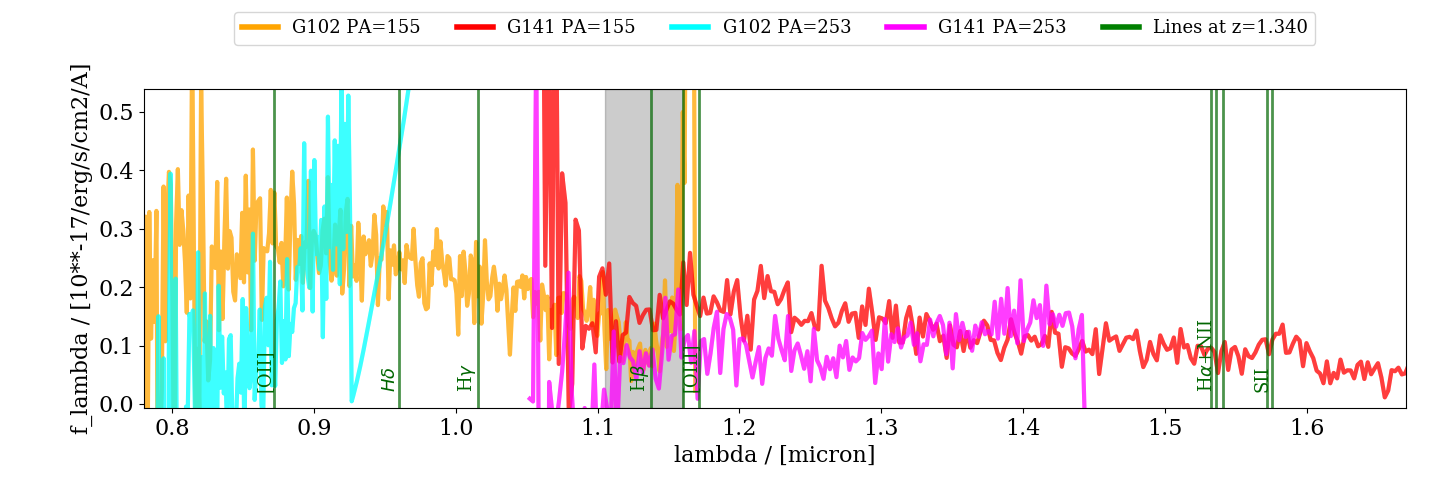 G102 PA=155 G141 PA=155 G102 PA=253 G141 PA=253 Lines at z=1.340
f_lambda / [10**-17/erg/s/cm2/A]
0.5
0.4
0.3
0.2
0.1
0.0
[OII]
Hδ
Hγ
Hβ
[OIII]
Hα+NII
SII
0.8 0.9 1.0 1.1 1.2 1.3 1.4 1.5 1.6
lambda / [micron]